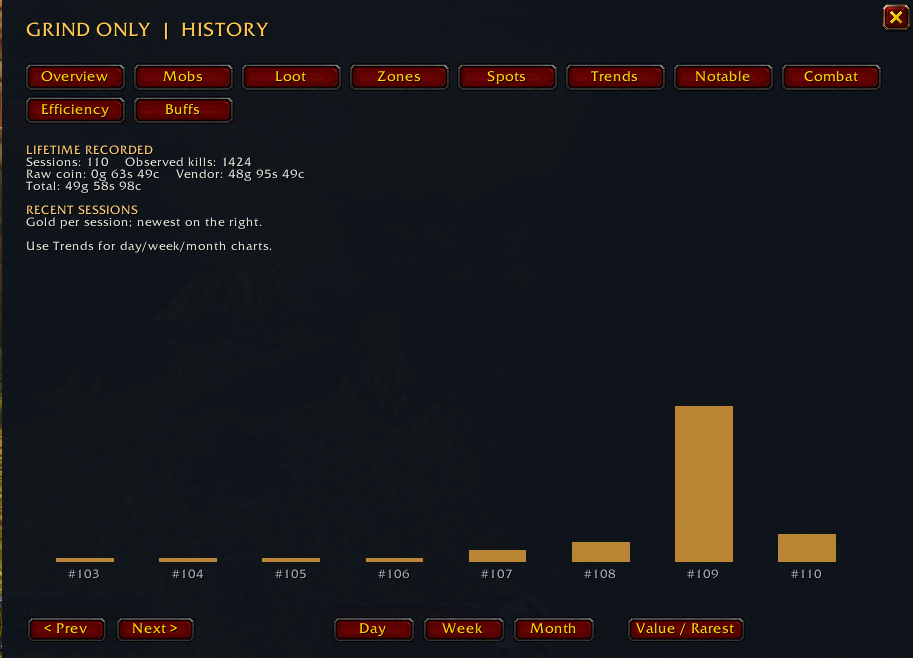 GRIND ONLY | HISTORY
Overview Mobs Loot Zones Spots Trends Notable Combat
Efficiency Buffs
LIFETIME RECORDED
Sessions: 110 Observed kills: 1424
Raw coin: 0g 63s 49c Vendor: 48g 95s 49c
Total: 49g 58s 98c
RECENT SESSIONS
Gold per session; newest on the right.
Use Trends for day/week/month charts.
#103 #104 #105 #106 #107 #108 #109 #110
< Prev Next > Day Week Month Value / Rarest